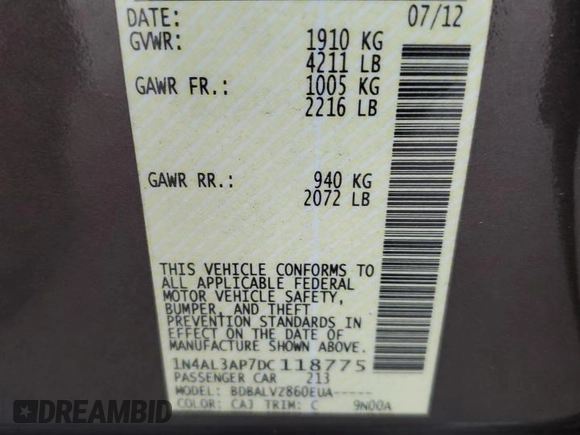 DATE: 07/12
GVWR: 1910 KG
4211 LB
GAWR FR.: 1005 KG
2216 LB
GAWR RR.: 940 KG
2072 LB
THIS VEHICLE CONFORMS TO
ALL APPLICABLE FEDERAL
MOTOR VEHICLE SAFETY,
BUMPER, AND THEFT
PREVENTION STANDARDS IN
EFFECT ON THE DATE OF
MANUFACTURE SHOWN ABOVE.
1N4AL3AP7DC118775
PASSENGER CAR 213
MODEL: BDBALVZ860EUA-----
COLOR: CAJ TRIM: C 9N00A
EPIC.VIN